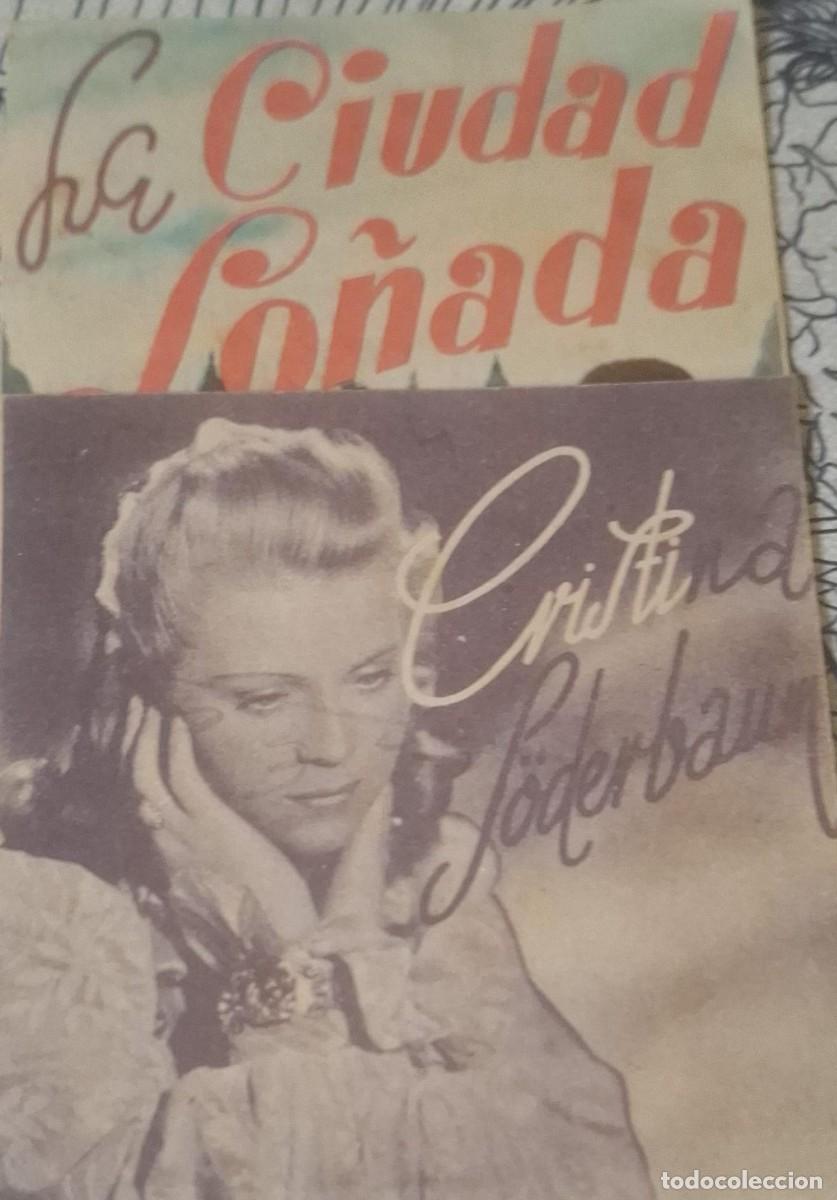 La Ciudad
Soñada
Cristina
Söderbaum
todocoleccion